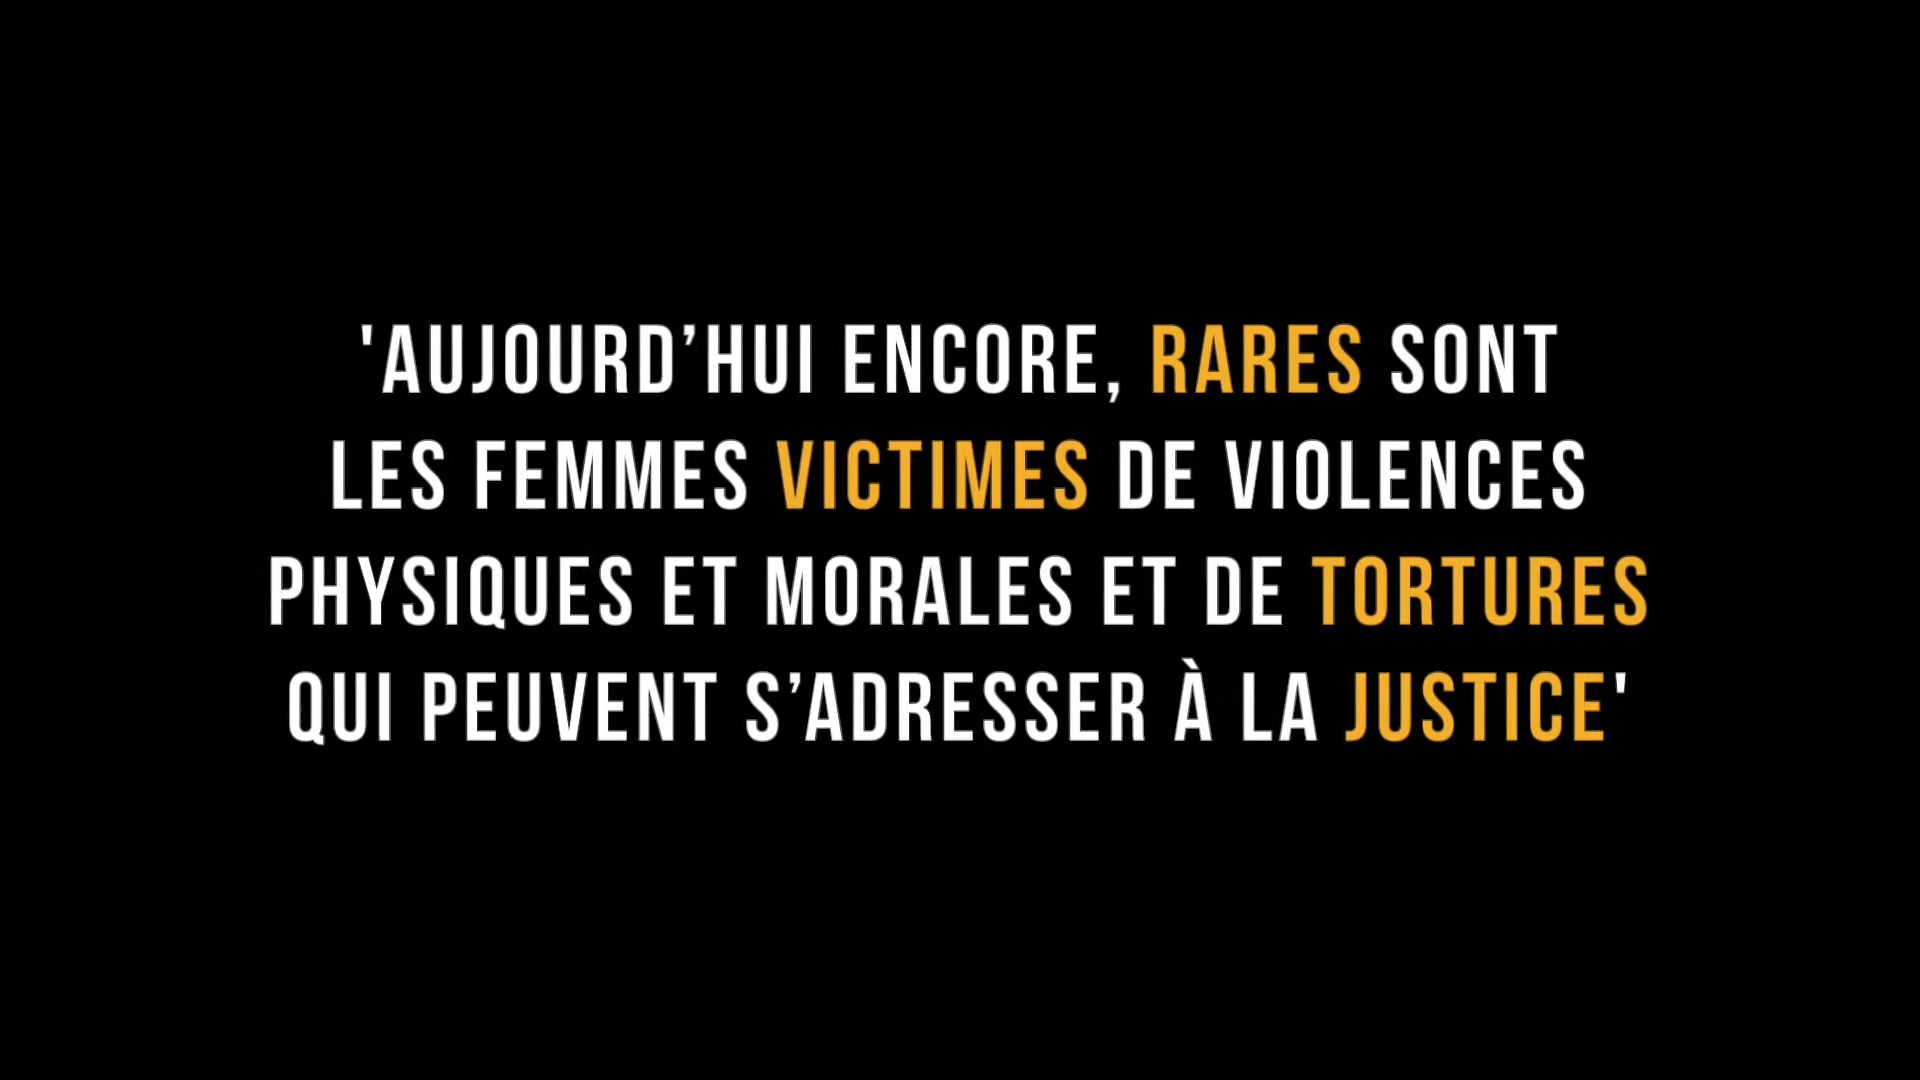 'AUJOURD’HUI ENCORE, RARES SONT
LES FEMMES VICTIMES DE VIOLENCES
PHYSIQUES ET MORALES ET DE TORTURES
QUI PEUVENT S’ADRESSER À LA JUSTICE'